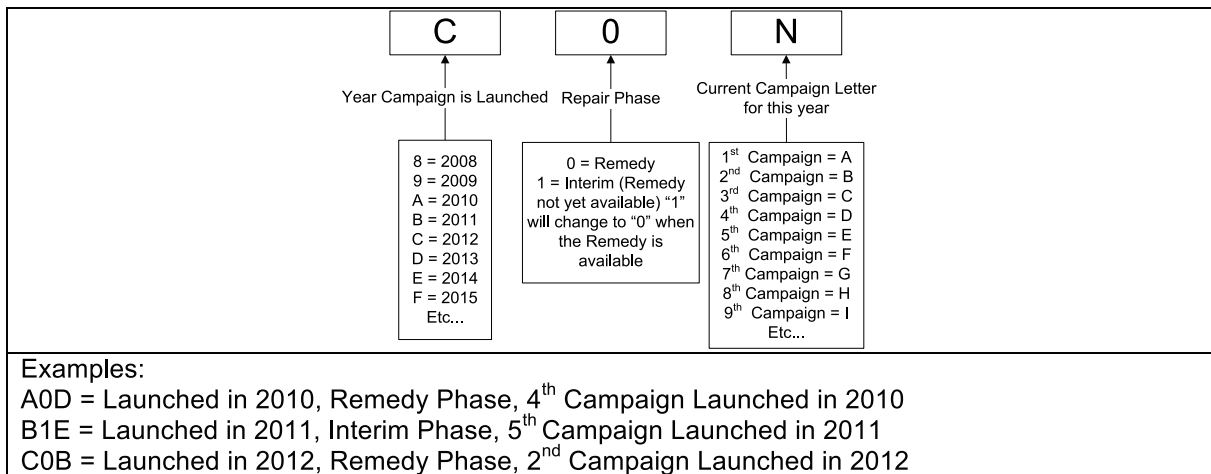 C 0 N
Year Campaign is Launched
Repair Phase
Current Campaign Letter
for this year
8 = 2008
9 = 2009
A = 2010
B = 2011
C = 2012
D = 2013
E = 2014
F = 2015
Etc...
0 = Remedy
1 = Interim (Remedy
not yet available) “1”
will change to “0” when
the Remedy is
available
1st Campaign = A
2nd Campaign = B
3rd Campaign = C
4th Campaign = D
5th Campaign = E
6th Campaign = F
7th Campaign = G
8th Campaign = H
9th Campaign = I
Etc...
Examples:
A0D = Launched in 2010, Remedy Phase, 4th Campaign Launched in 2010
B1E = Launched in 2011, Interim Phase, 5th Campaign Launched in 2011
C0B = Launched in 2012, Remedy Phase, 2nd Campaign Launched in 2012